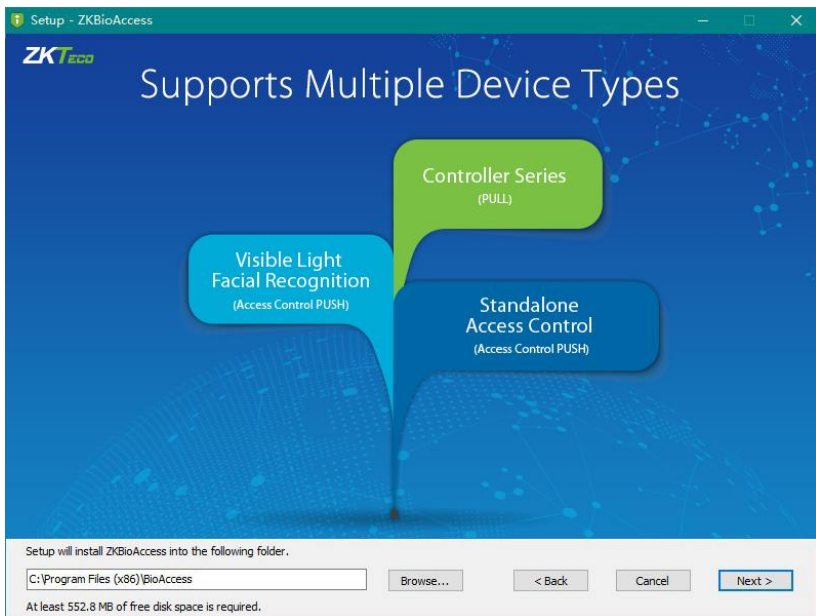 Setup - ZKBioAccess
ZKTeco
Supports Multiple Device Types
Controller Series
(PULL)
Visible Light
Facial Recognition
(Access Control PUSH)
Standalone
Access Control
(Access Control PUSH)
Setup will install ZKBioAccess into the following folder.
C:\Program Files (x86)\BioAccess
Browse...
< Back
Cancel
Next >
At least 552.8 MB of free disk space is required.